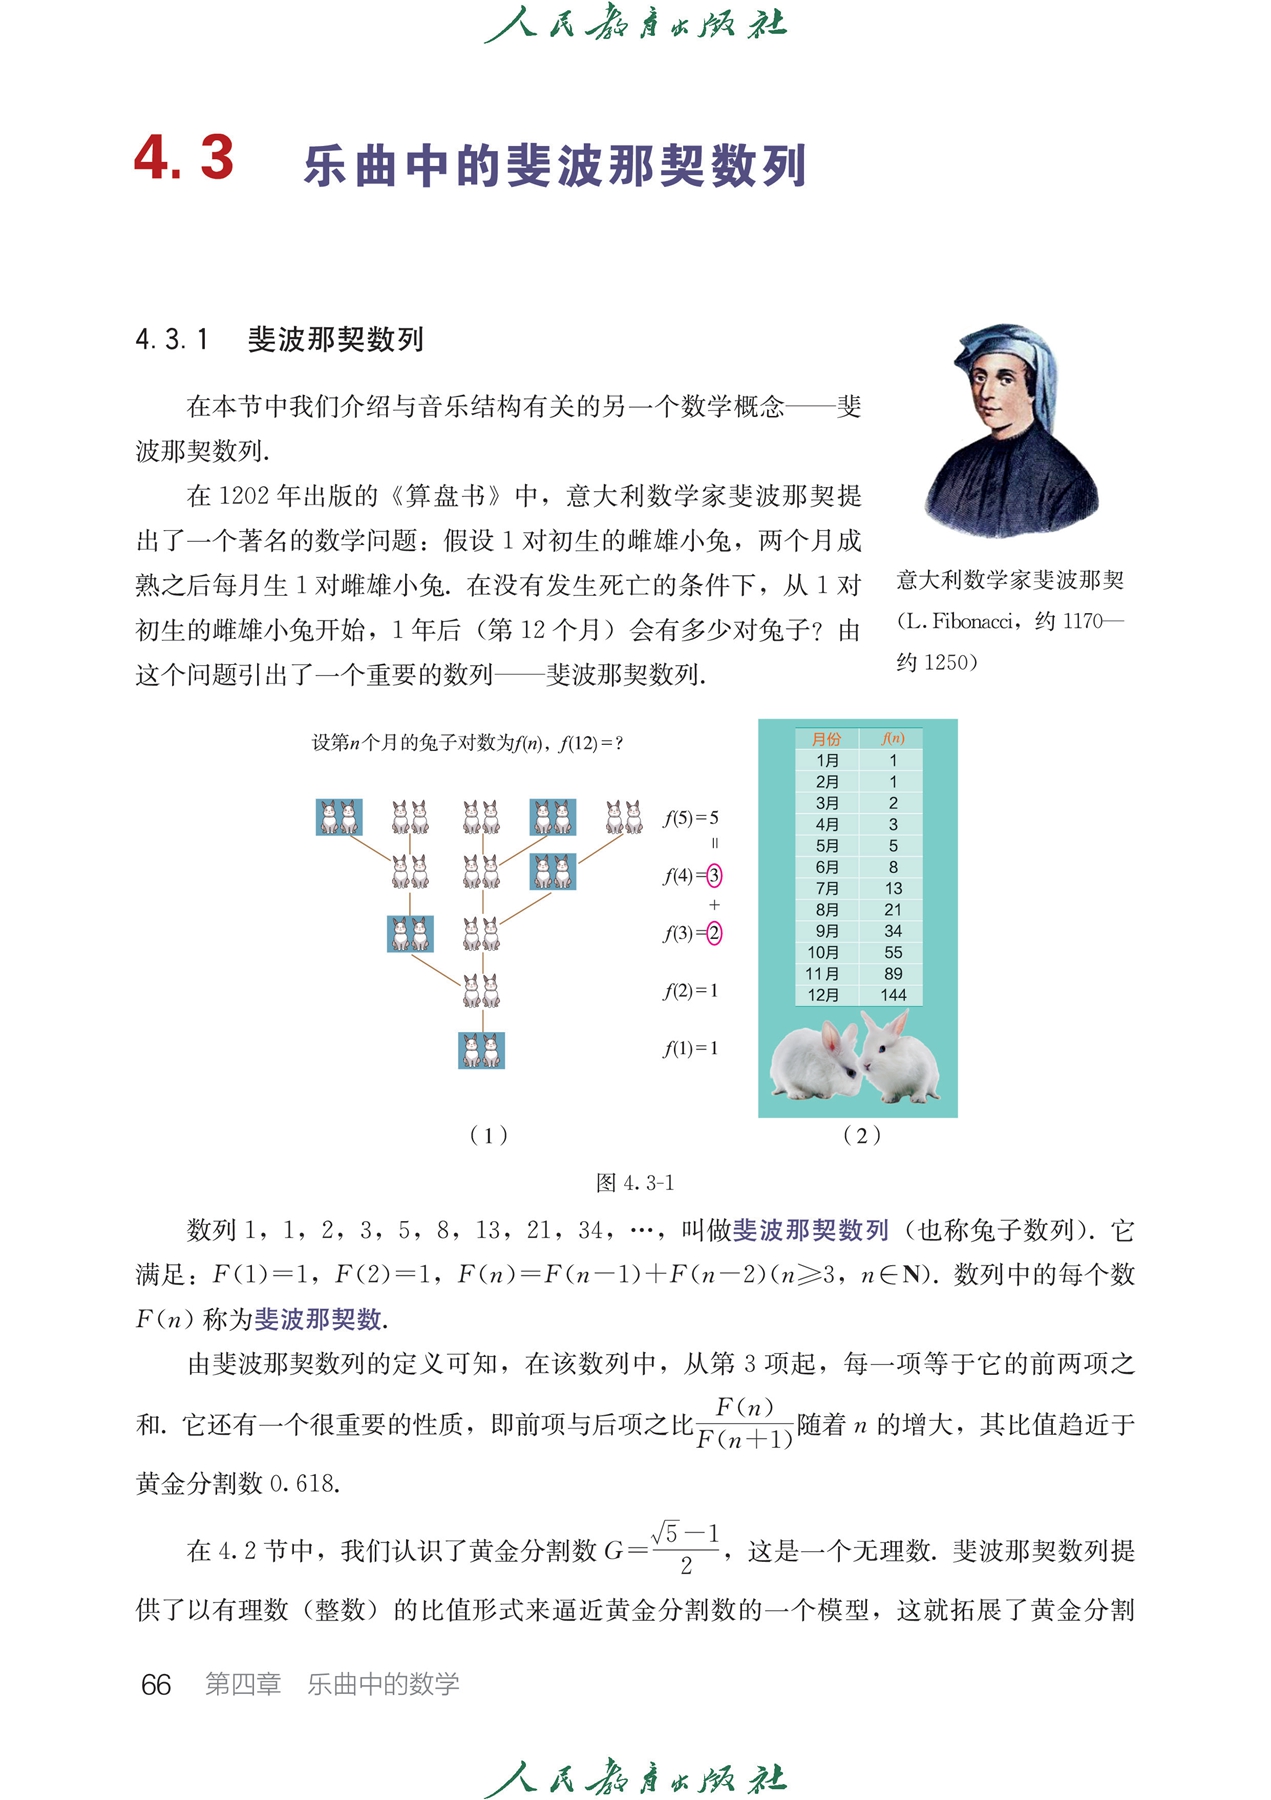 人民教育出版社
4.3 乐曲中的斐波那契数列
4.3.1 斐波那契数列
在本节中我们介绍与音乐结构有关的另一个数学概念——斐
波那契数列.
在 1202 年出版的《算盘书》中，意大利数学家斐波那契提
出了一个著名的数学问题：假设 1 对初生的雌雄小兔，两个月成
熟之后每月生 1 对雌雄小兔. 在没有发生死亡的条件下，从 1 对
初生的雌雄小兔开始，1 年后（第 12 个月）会有多少对兔子？由
这个问题引出了一个重要的数列——斐波那契数列.
意大利数学家斐波那契
(L. Fibonacci, 约 1170—
约 1250）
设第n个月的兔子对数为f(n), f(12)=?
f(5)=5
=
f(4)=3
+
f(3)=2
f(2)=1
f(1)=1
（1）
月份 f(n)
1月 1
2月 1
3月 2
4月 3
5月 5
6月 8
7月 13
8月 21
9月 34
10月 55
11月 89
12月 144
（2）
图 4.3-1
数列 1，1，2，3，5，8，13，21，34，…，叫做斐波那契数列（也称兔子数列）. 它
满足：F(1)=1，F(2)=1，F(n)=F(n-1)+F(n-2)(n≥3，n∈N). 数列中的每个数
F(n) 称为斐波那契数.
由斐波那契数列的定义可知，在该数列中，从第 3 项起，每一项等于它的前两项之
和. 它还有一个很重要的性质，即前项与后项之比 F(n)/F(n+1) 随着 n 的增大，其比值趋近于
黄金分割数 0.618.
在 4.2 节中，我们认识了黄金分割数 G=(√5-1)/2，这是一个无理数. 斐波那契数列提
供了以有理数（整数）的比值形式来逼近黄金分割数的一个模型，这就拓展了黄金分割
66 第四章 乐曲中的数学
人民教育出版社